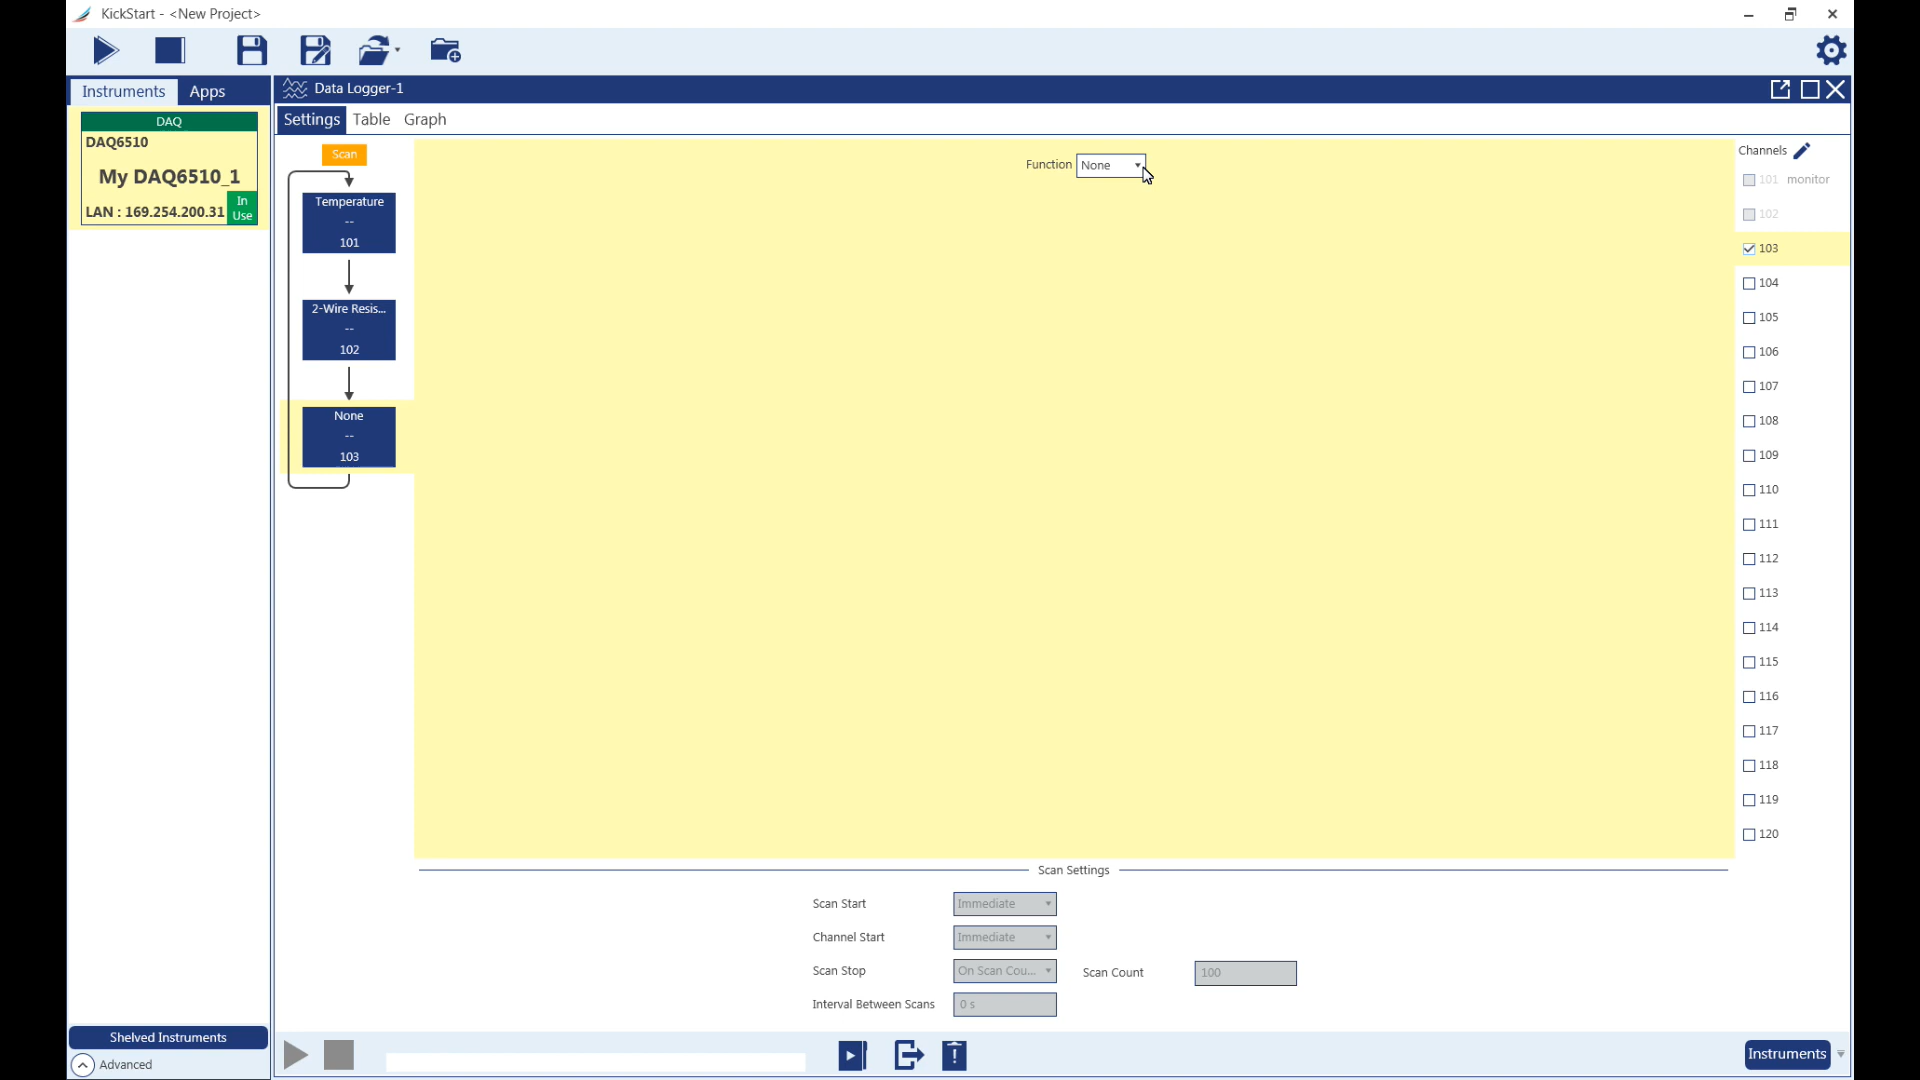 KickStart - <New Project>
Instruments Apps
Data Logger-1
DAQ
DAQ6510
My DAQ6510_1
LAN : 169.254.200.31
In
Use
Settings Table Graph
Scan
Temperature
--
101
2-Wire Resis...
--
102
None
--
103
Function None
Channels
101 monitor
102
103
104
105
106
107
108
109
110
111
112
113
114
115
116
117
118
119
120
Scan Settings
Scan Start Immediate
Channel Start Immediate
Scan Stop On Scan Cou... Scan Count 100
Interval Between Scans 0 s
Shelved Instruments
Advanced
Instruments